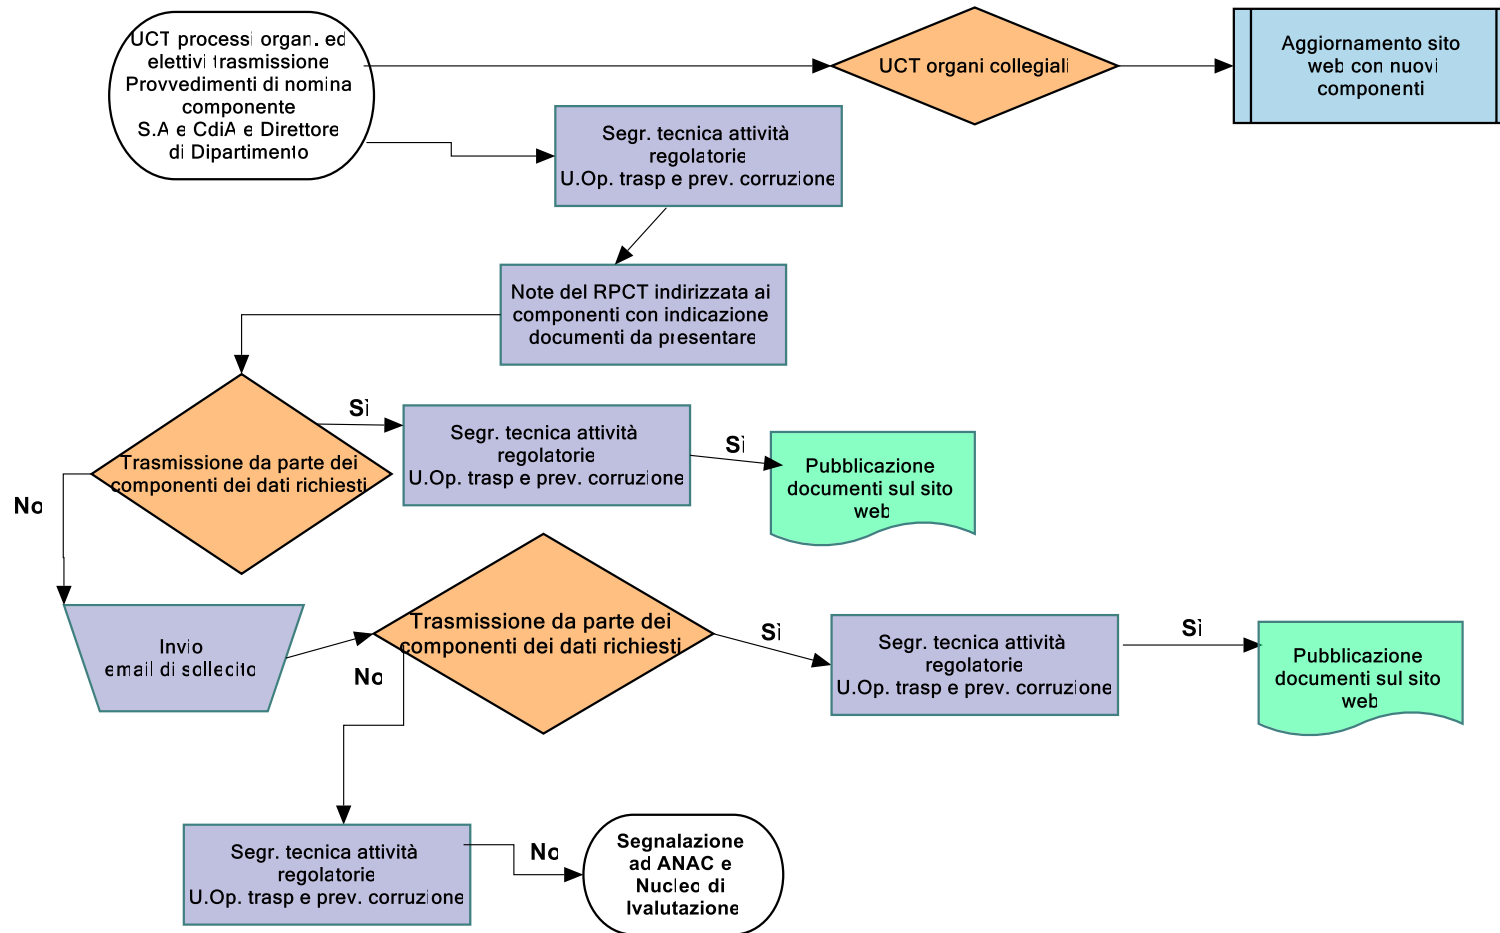 UCT processi organ. ed
elettivi trasmissione
Provvedimenti di nomina
componente
S.A e CdiA e Direttore
di Dipartimento
UCT organi collegiali
Aggiornamento sito
web con nuovi
componenti
Segr. tecnica attività
regolatorie
U.Op. trasp e prev. corruzione
Note del RPCT indirizzata ai
componenti con indicazione
documenti da presentare
Trasmissione da parte dei
componenti dei dati richiesti
Sì
Segr. tecnica attività
regolatorie
U.Op. trasp e prev. corruzione
Sì
Pubblicazione
documenti sul sito
web
No
Invio
email di sollecito
Trasmissione da parte dei
componenti dei dati richiesti
Sì
Segr. tecnica attività
regolatorie
U.Op. trasp e prev. corruzione
Sì
Pubblicazione
documenti sul sito
web
No
Segr. tecnica attività
regolatorie
U.Op. trasp e prev. corruzione
No
Segnalazione
ad ANAC e
Nucleo di
lvalutazione